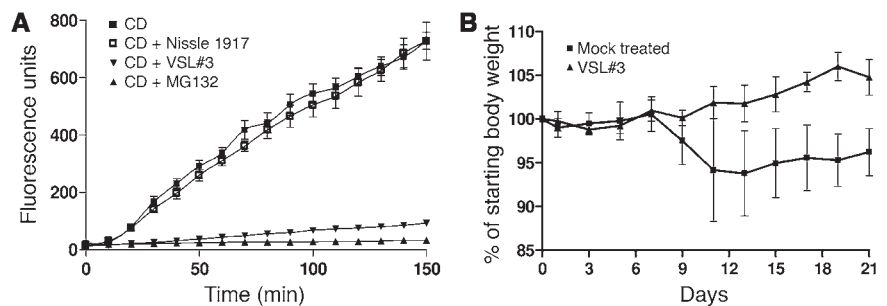 A
800
600
400
200
0
Fluorescence units
CD
CD + Nissle 1917
CD + VSL#3
CD + MG132
0 50 100 150
Time (min)
B
110
105
100
95
90
85
% of starting body weight
Mock treated
VSL#3
0 3 6 9 12 15 18 21
Days